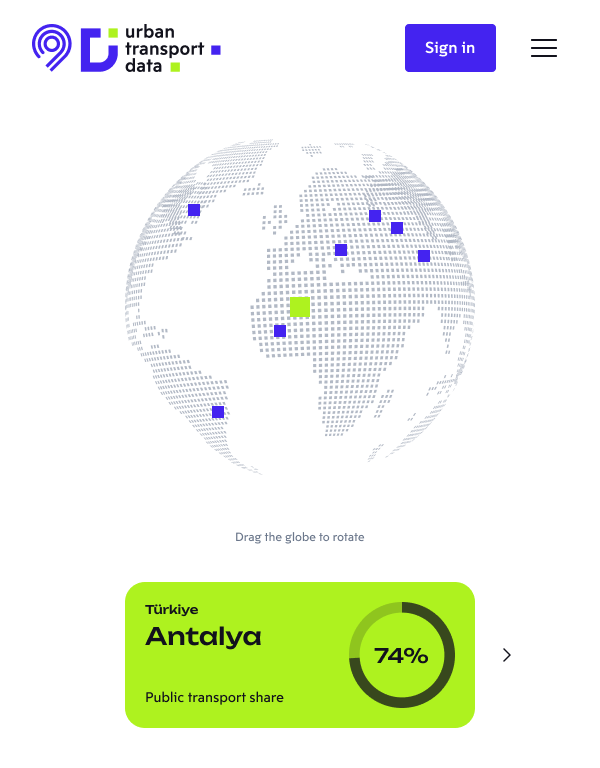 urban
transport
data
Sign in
Drag the globe to rotate
Türkiye
Antalya
74%
Public transport share